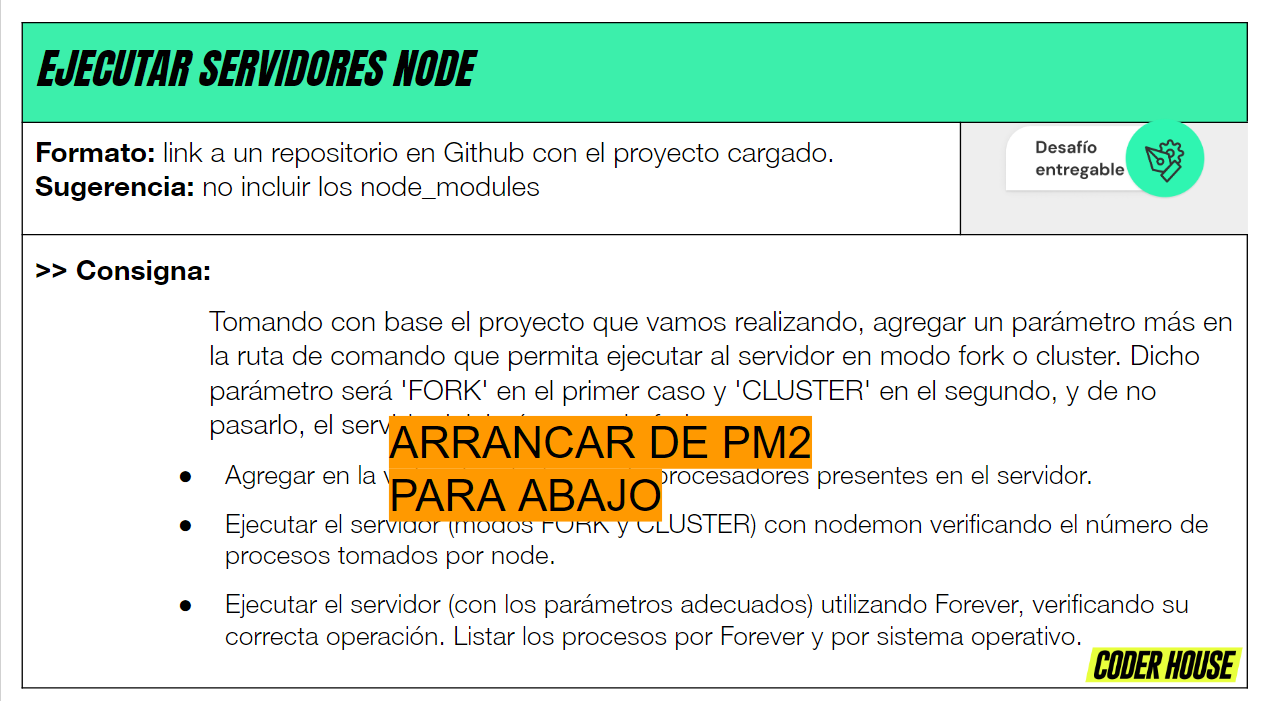 EJECUTAR SERVIDORES NODE
Formato: link a un repositorio en Github con el proyecto cargado.
Sugerencia: no incluir los node_modules
Desafío
entregable
>> Consigna:
Tomando con base el proyecto que vamos realizando, agregar un parámetro más en
la ruta de comando que permita ejecutar al servidor en modo fork o cluster. Dicho
parámetro será 'FORK' en el primer caso y 'CLUSTER' en el segundo, y de no
pasarlo, el
ARRANCAR DE PM2
PARA ABAJO
● Agregar en la procesadores presentes en el servidor.
● Ejecutar el servidor (modos FORK y CLUSTER) con nodemon verificando el número de
procesos tomados por node.
● Ejecutar el servidor (con los parámetros adecuados) utilizando Forever, verificando su
correcta operación. Listar los procesos por Forever y por sistema operativo.
CODER HOUSE